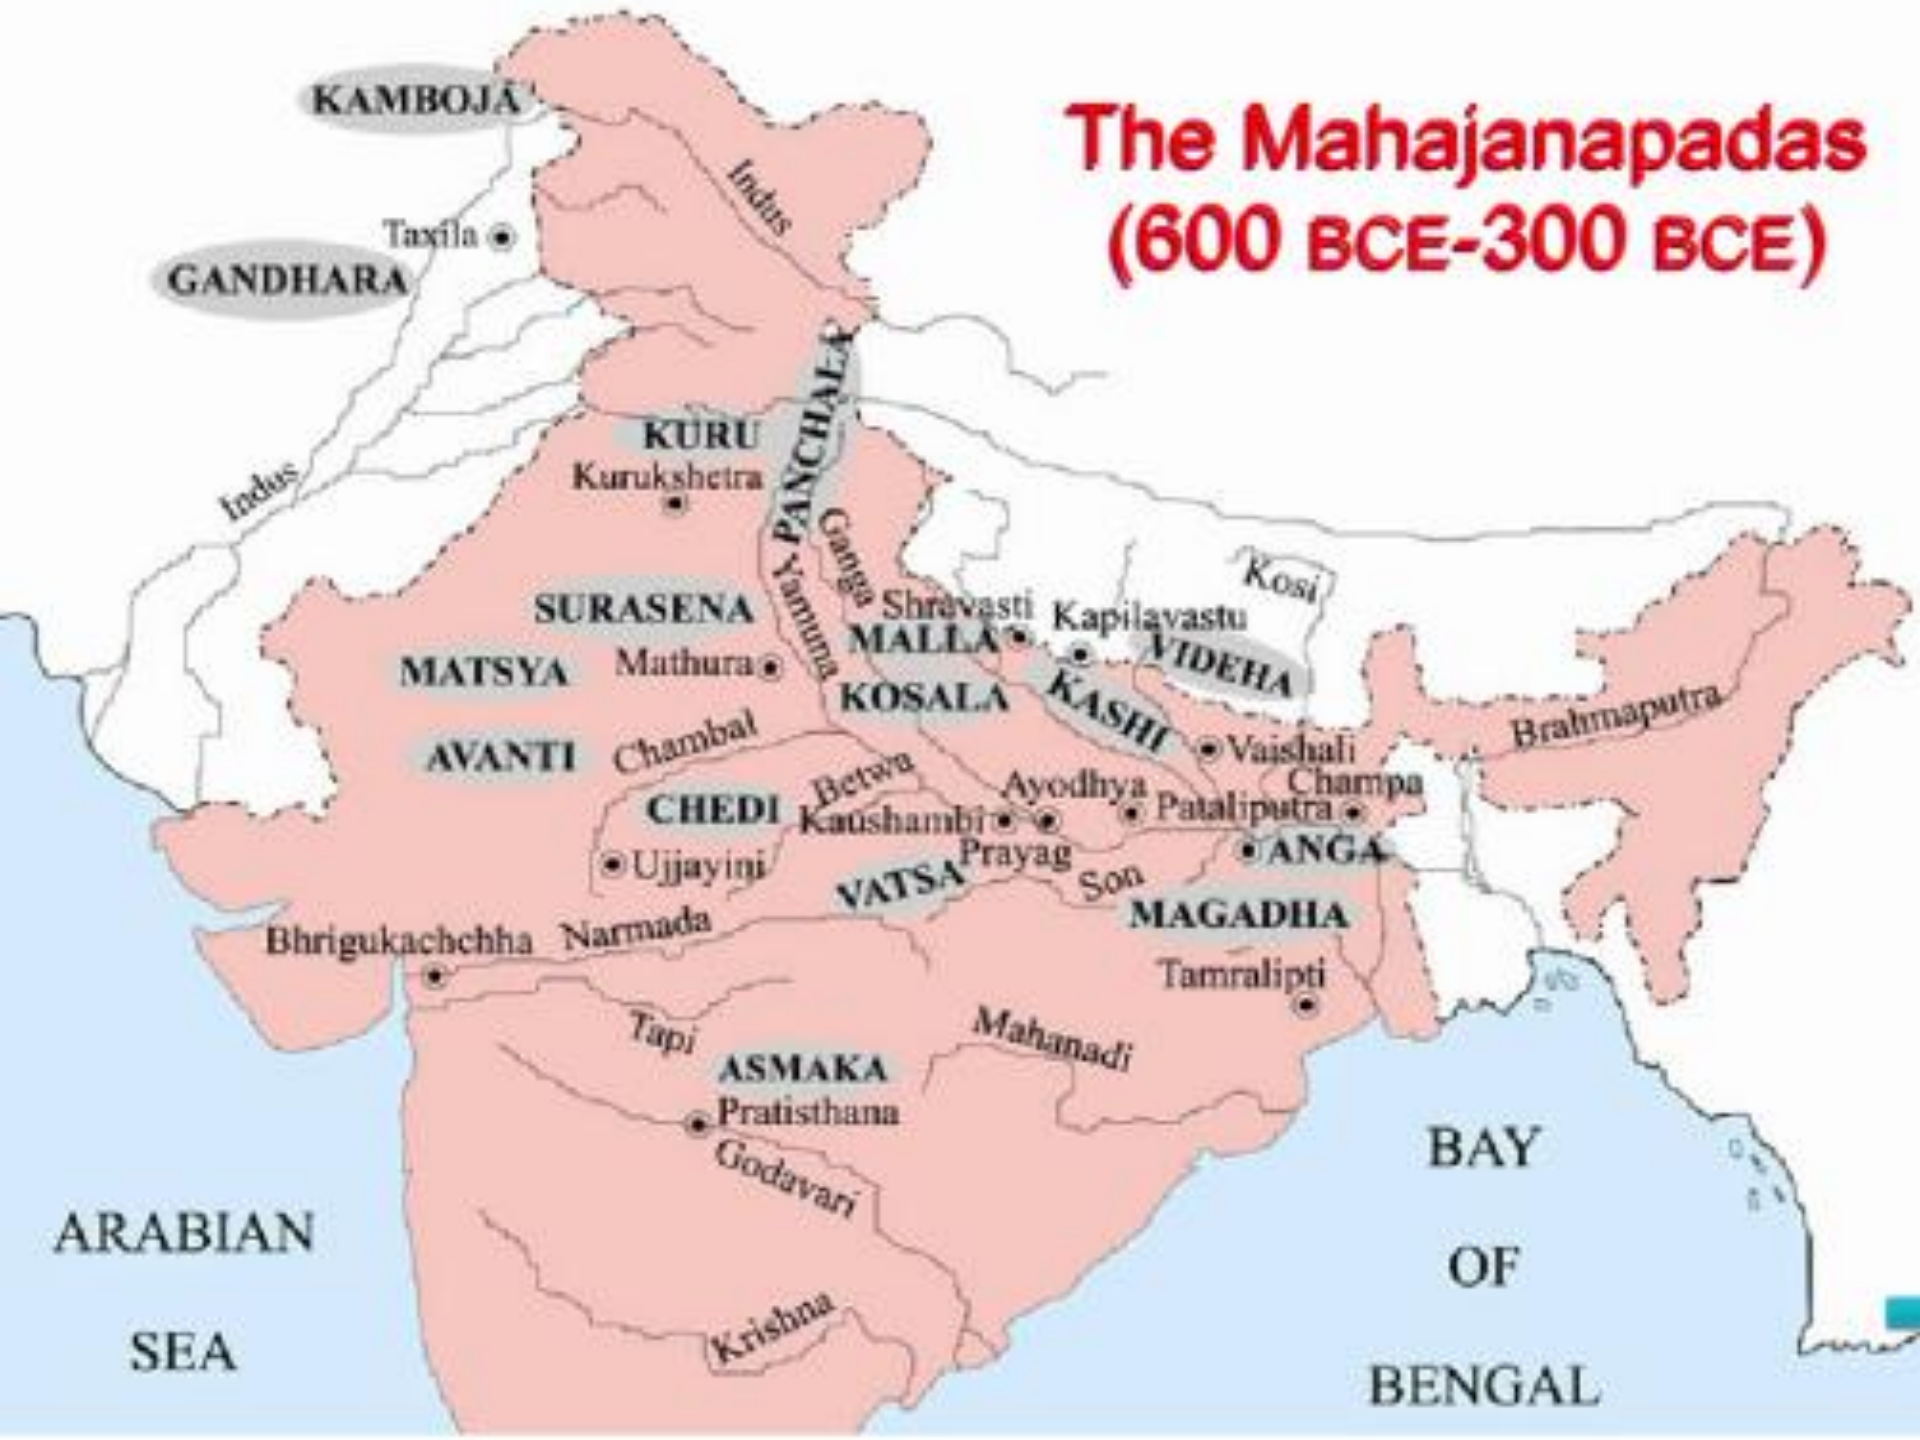 The Mahajanapadas
(600 BCE-300 BCE)
KAMBOJA
Indus
Taxila
GANDHARA
PANCHALA
KURU
Kurukshetra
Indus
Ganga
Yamuna
Kosi
SURASENA
Shravasti
Kapilavastu
MALLA
VIDEHA
MATSYA
Mathura
KOSALA
KASHI
Brahmaputra
AVANTI
Chambal
Vaishali
Betwa
Ayodhya
Champa
CHEDI
Kaushambi
Pataliputra
Prayag
ANGA
Ujjayini
VATSA
Son
MAGADHA
Bhrigukachchha
Narmada
Tamralipti
Tapi
Mahanadi
ASMAKA
Pratisthana
Godavari
Krishna
ARABIAN
SEA
BAY
OF
BENGAL